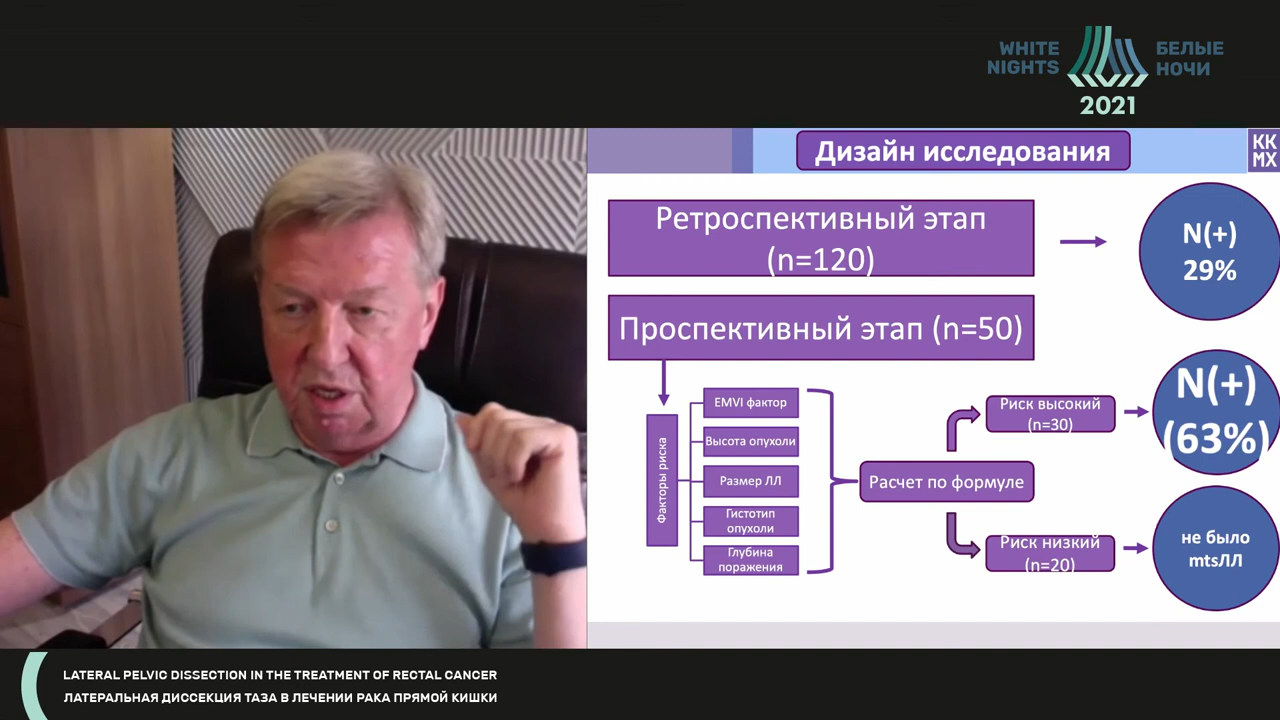 WHITE
NIGHTS
БЕЛЫЕ
НОЧИ
2021
Дизайн исследования
КК
МХ
Ретроспективный этап
(n=120)
N(+)
29%
Проспективный этап (n=50)
Факторы риска
EMVI фактор
Высота опухоли
Размер ЛЛ
Гистотип
опухоли
Глубина
поражения
Расчет по формуле
Риск высокий
(n=30)
N(+)
(63%)
Риск низкий
(n=20)
не было
mtsЛЛ
LATERAL PELVIC DISSECTION IN THE TREATMENT OF RECTAL CANCER
ЛАТЕРАЛЬНАЯ ДИССЕКЦИЯ ТАЗА В ЛЕЧЕНИИ РАКА ПРЯМОЙ КИШКИ